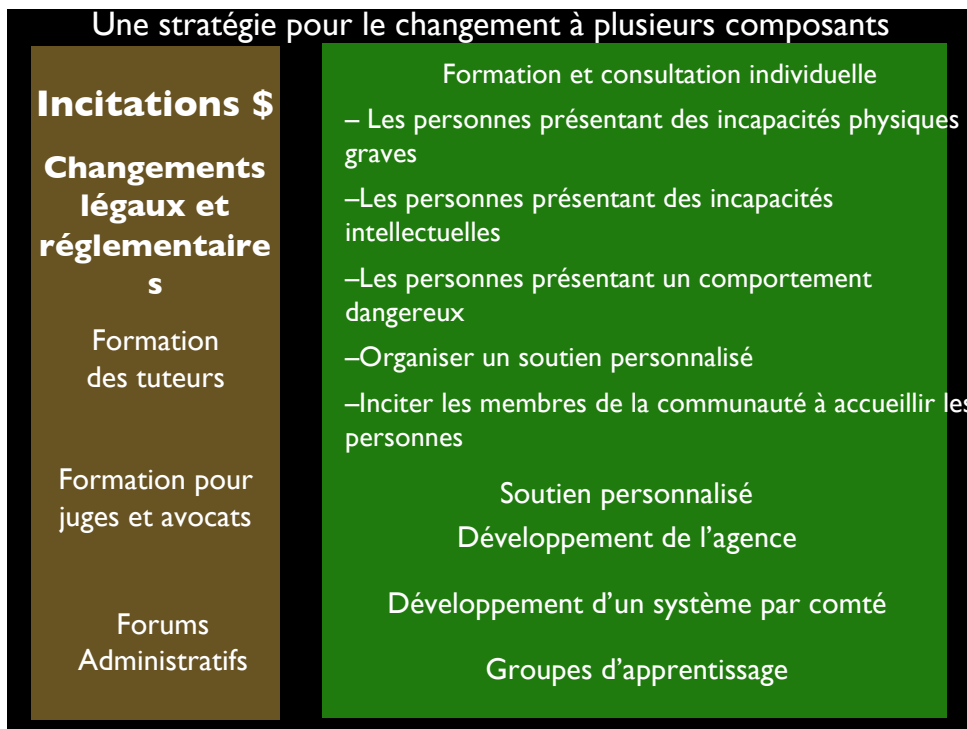 Une stratégie pour le changement à plusieurs composants
Incitations $
Changements
légaux et
réglementaire
s
Formation
des tuteurs
Formation pour
juges et avocats
Forums
Administratifs
Formation et consultation individuelle
– Les personnes présentant des incapacités physiques
graves
–Les personnes présentant des incapacités
intellectuelles
–Les personnes présentant un comportement
dangereux
–Organiser un soutien personnalisé
–Inciter les membres de la communauté à accueillir les
personnes
Soutien personnalisé
Développement de l’agence
Développement d’un système par comté
Groupes d’apprentissage